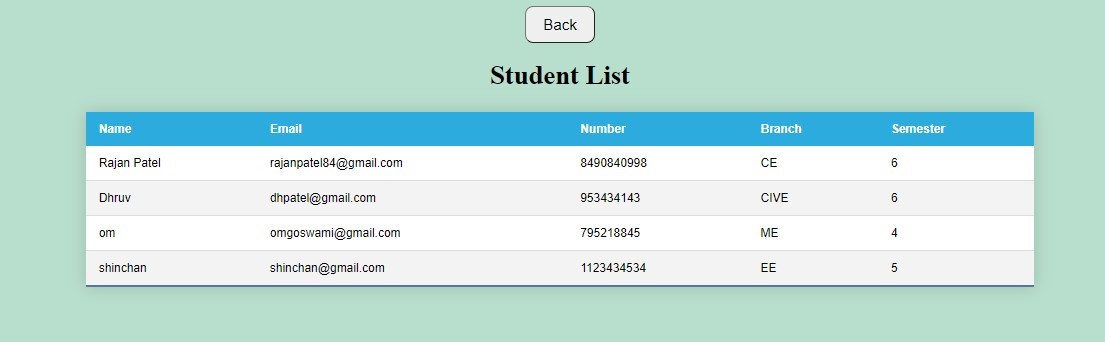 Back
Student List
Name Email Number Branch Semester
Rajan Patel rajanpatel84@gmail.com 8490840998 CE 6
Dhruv dhpatel@gmail.com 953434143 CIVE 6
om omgoswami@gmail.com 795218845 ME 4
shinchan shinchan@gmail.com 1123434534 EE 5